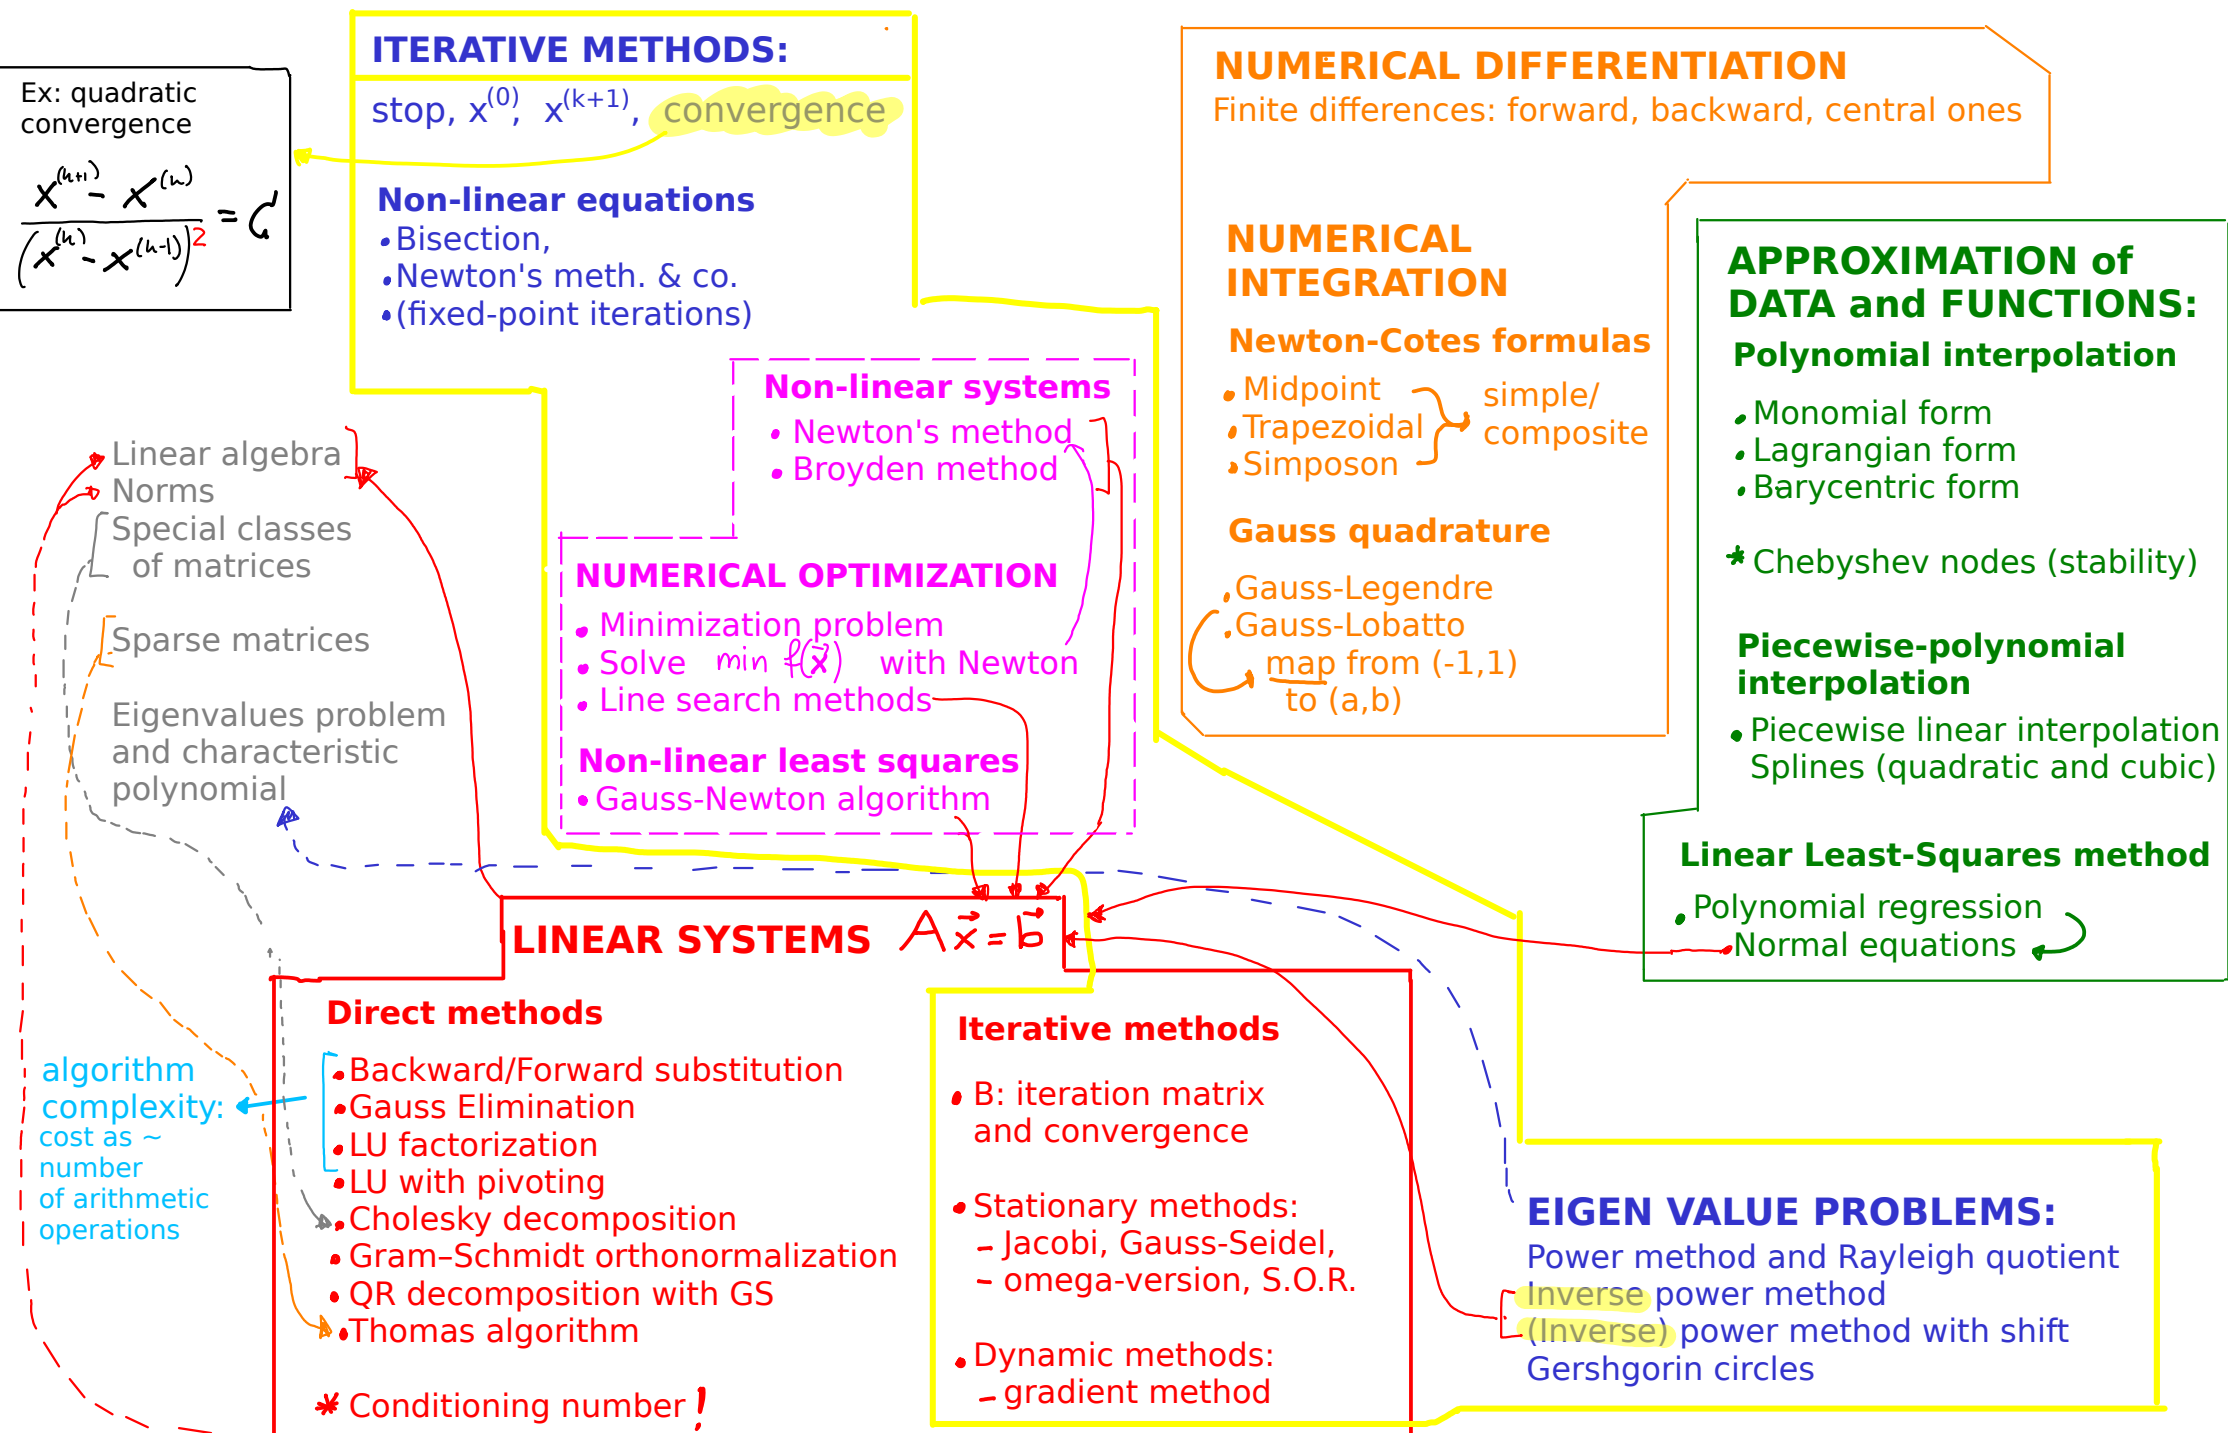 ITERATIVE METHODS:
stop, x(0), x(k+1), convergence
Ex: quadratic
convergence
x(k+1) - x(k)
(x(k) - x(k-1))2 = C
Non-linear equations
Bisection,
Newton's meth. & co.
(fixed-point iterations)
Non-linear systems
Newton's method
Broyden method
NUMERICAL OPTIMIZATION
Minimization problem
Solve min f(x) with Newton
Line search methods
Non-linear least squares
Gauss-Newton algorithm
NUMERICAL DIFFERENTIATION
Finite differences: forward, backward, central ones
NUMERICAL
INTEGRATION
Newton-Cotes formulas
Midpoint
Trapezoidal
Simposon
simple/
composite
Gauss quadrature
Gauss-Legendre
Gauss-Lobatto
map from (-1,1)
to (a,b)
APPROXIMATION of
DATA and FUNCTIONS:
Polynomial interpolation
Monomial form
Lagrangian form
Barycentric form
* Chebyshev nodes (stability)
Piecewise-polynomial
interpolation
Piecewise linear interpolation
Splines (quadratic and cubic)
Linear Least-Squares method
Polynomial regression
Normal equations
Linear algebra
Norms
Special classes
of matrices
Sparse matrices
Eigenvalues problem
and characteristic
polynomial
LINEAR SYSTEMS Ax = b
Direct methods
Backward/Forward substitution
Gauss Elimination
LU factorization
LU with pivoting
Cholesky decomposition
Gram–Schmidt orthonormalization
QR decomposition with GS
Thomas algorithm
* Conditioning number!
algorithm
complexity:
cost as ~
number
of arithmetic
operations
Iterative methods
B: iteration matrix
and convergence
Stationary methods:
- Jacobi, Gauss-Seidel,
- omega-version, S.O.R.
Dynamic methods:
- gradient method
EIGEN VALUE PROBLEMS:
Power method and Rayleigh quotient
Inverse power method
(Inverse) power method with shift
Gershgorin circles